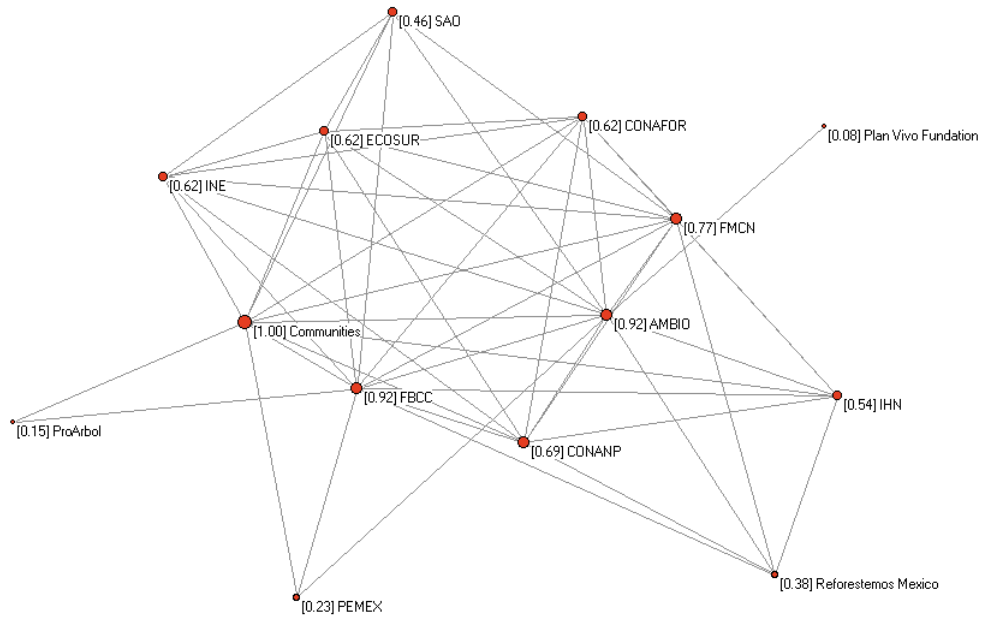 [0.46] SAO
[0.62] CONAFOR
[0.08] Plan Vivo Fundation
[0.62] ECOSUR
[0.62] INE
[0.77] FMCN
[1.00] Communities
[0.92] AMBIO
[0.92] FBCC
[0.54] IHN
[0.15] ProArbol
[0.69] CONANP
[0.38] Reforestemos Mexico
[0.23] PEMEX